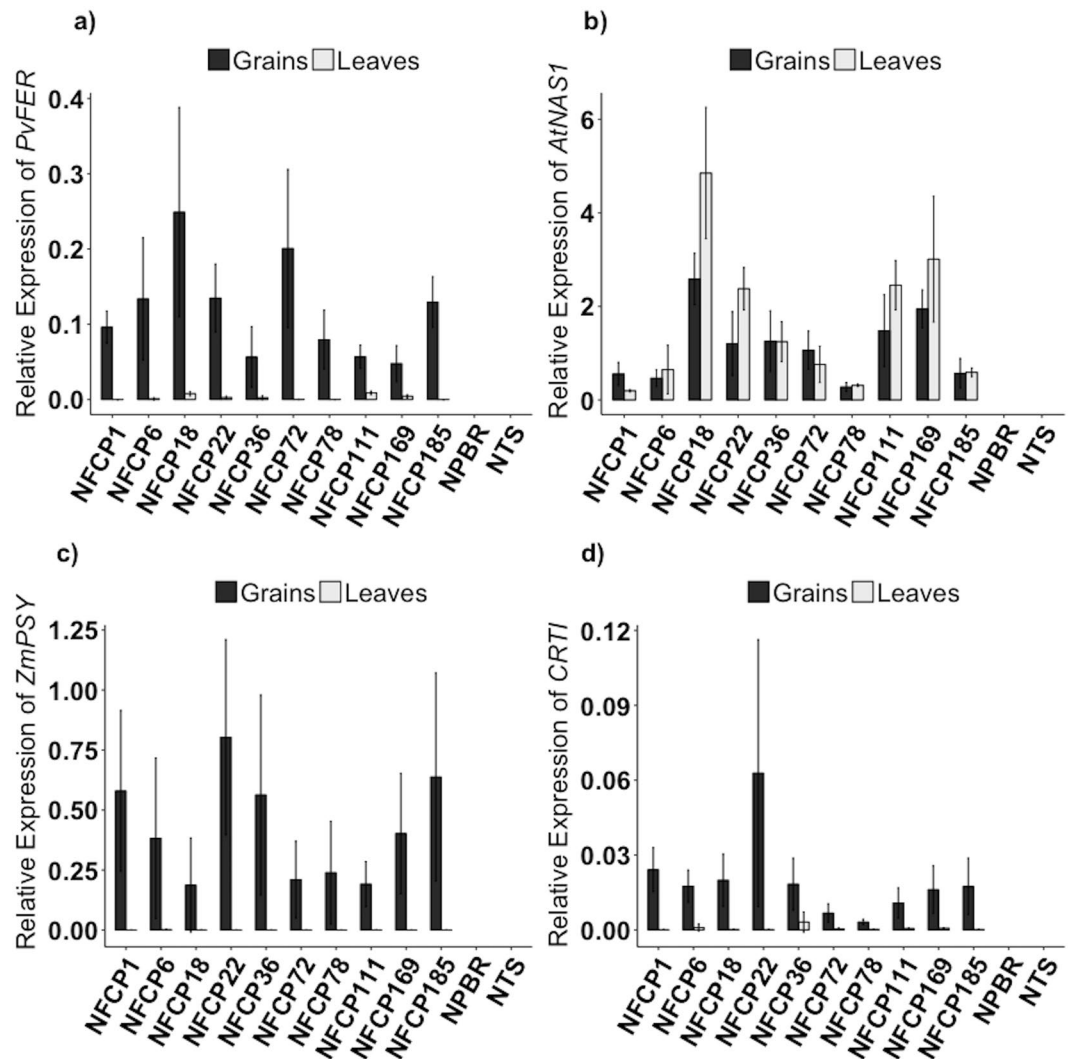 a)
Grains Leaves
Relative Expression of PvFER
0.4
0.3
0.2
0.1
0.0
NFCP1
NFCP6
NFCP18
NFCP22
NFCP36
NFCP72
NFCP78
NFCP111
NFCP169
NFCP185
NPBR
NTS
b)
Grains Leaves
Relative Expression of AtNAS1
6
4
2
0
NFCP1
NFCP6
NFCP18
NFCP22
NFCP36
NFCP72
NFCP78
NFCP111
NFCP169
NFCP185
NPBR
NTS
c)
Grains Leaves
Relative Expression of ZmPSY
1.25
1.00
0.75
0.50
0.25
0.00
NFCP1
NFCP6
NFCP18
NFCP22
NFCP36
NFCP72
NFCP78
NFCP111
NFCP169
NFCP185
NPBR
NTS
d)
Grains Leaves
Relative Expression of CRTI
0.12
0.09
0.06
0.03
0.00
NFCP1
NFCP6
NFCP18
NFCP22
NFCP36
NFCP72
NFCP78
NFCP111
NFCP169
NFCP185
NPBR
NTS